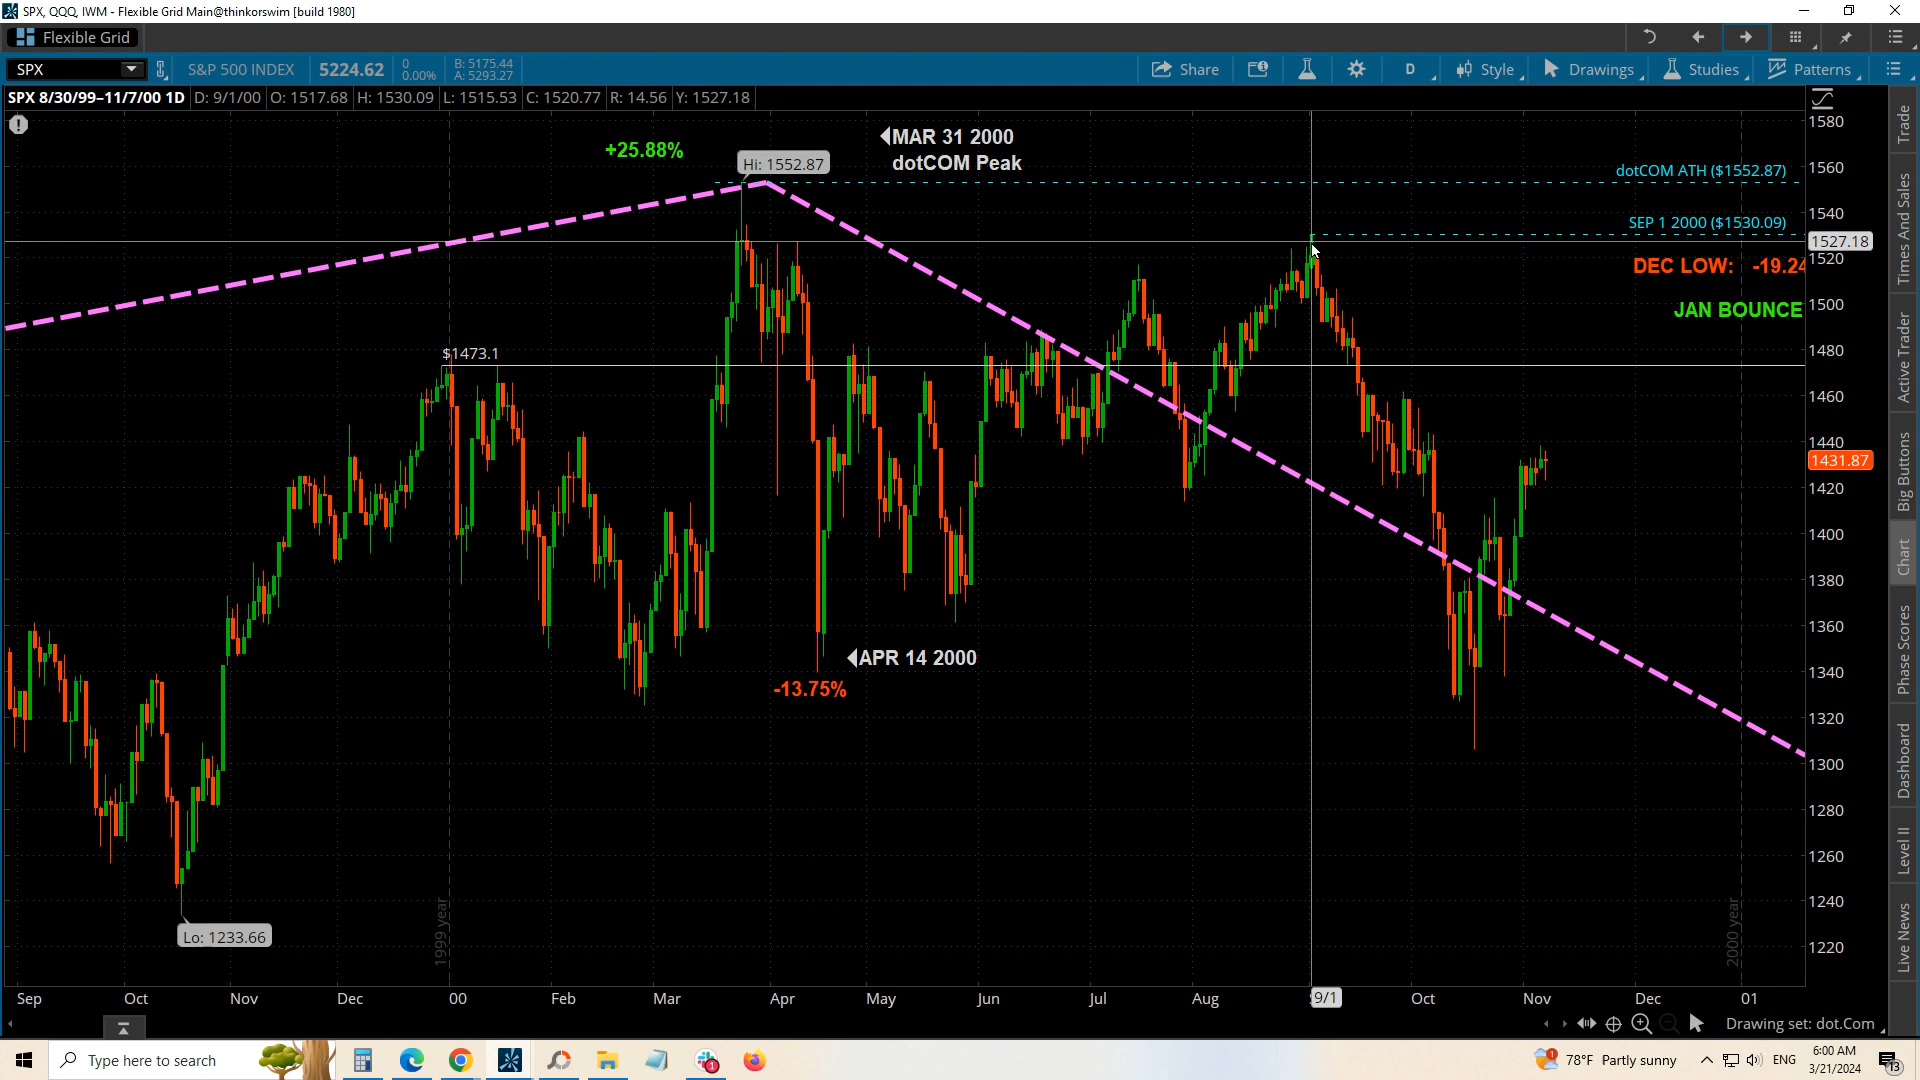 SPX, QQQ, IWM - Flexible Grid Main@thinkorswim [build 1980]
Flexible Grid
SPX
S&P 500 INDEX
5224.62
0
0.00%
B: 5175.44
A: 5293.27
Share
D
Style
Drawings
Studies
Patterns
SPX 8/30/99-11/7/00 1D
D: 9/1/00
O: 1517.68
H: 1530.09
L: 1515.53
C: 1520.77
R: 14.56
Y: 1527.18
+25.88%
Hi: 1552.87
MAR 31 2000
dotCOM Peak
dotCOM ATH ($1552.87)
SEP 1 2000 ($1530.09)
DEC LOW: -19.24
JAN BOUNCE
$1473.1
APR 14 2000
-13.75%
Lo: 1233.66
1999 year
2000 year
1580
1560
1540
1527.18
1520
1500
1480
1460
1440
1431.87
1420
1400
1380
1360
1340
1320
1300
1280
1260
1240
1220
Sep
Oct
Nov
Dec
00
Feb
Mar
Apr
May
Jun
Jul
Aug
9/1
Oct
Nov
Dec
01
Drawing set: dot.Com
Trade
Times And Sales
Active Trader
Big Buttons
Chart
Phase Scores
Dashboard
Level II
Live News
Type here to search
1
1
78°F Partly sunny
ENG
6:00 AM
3/21/2024
13